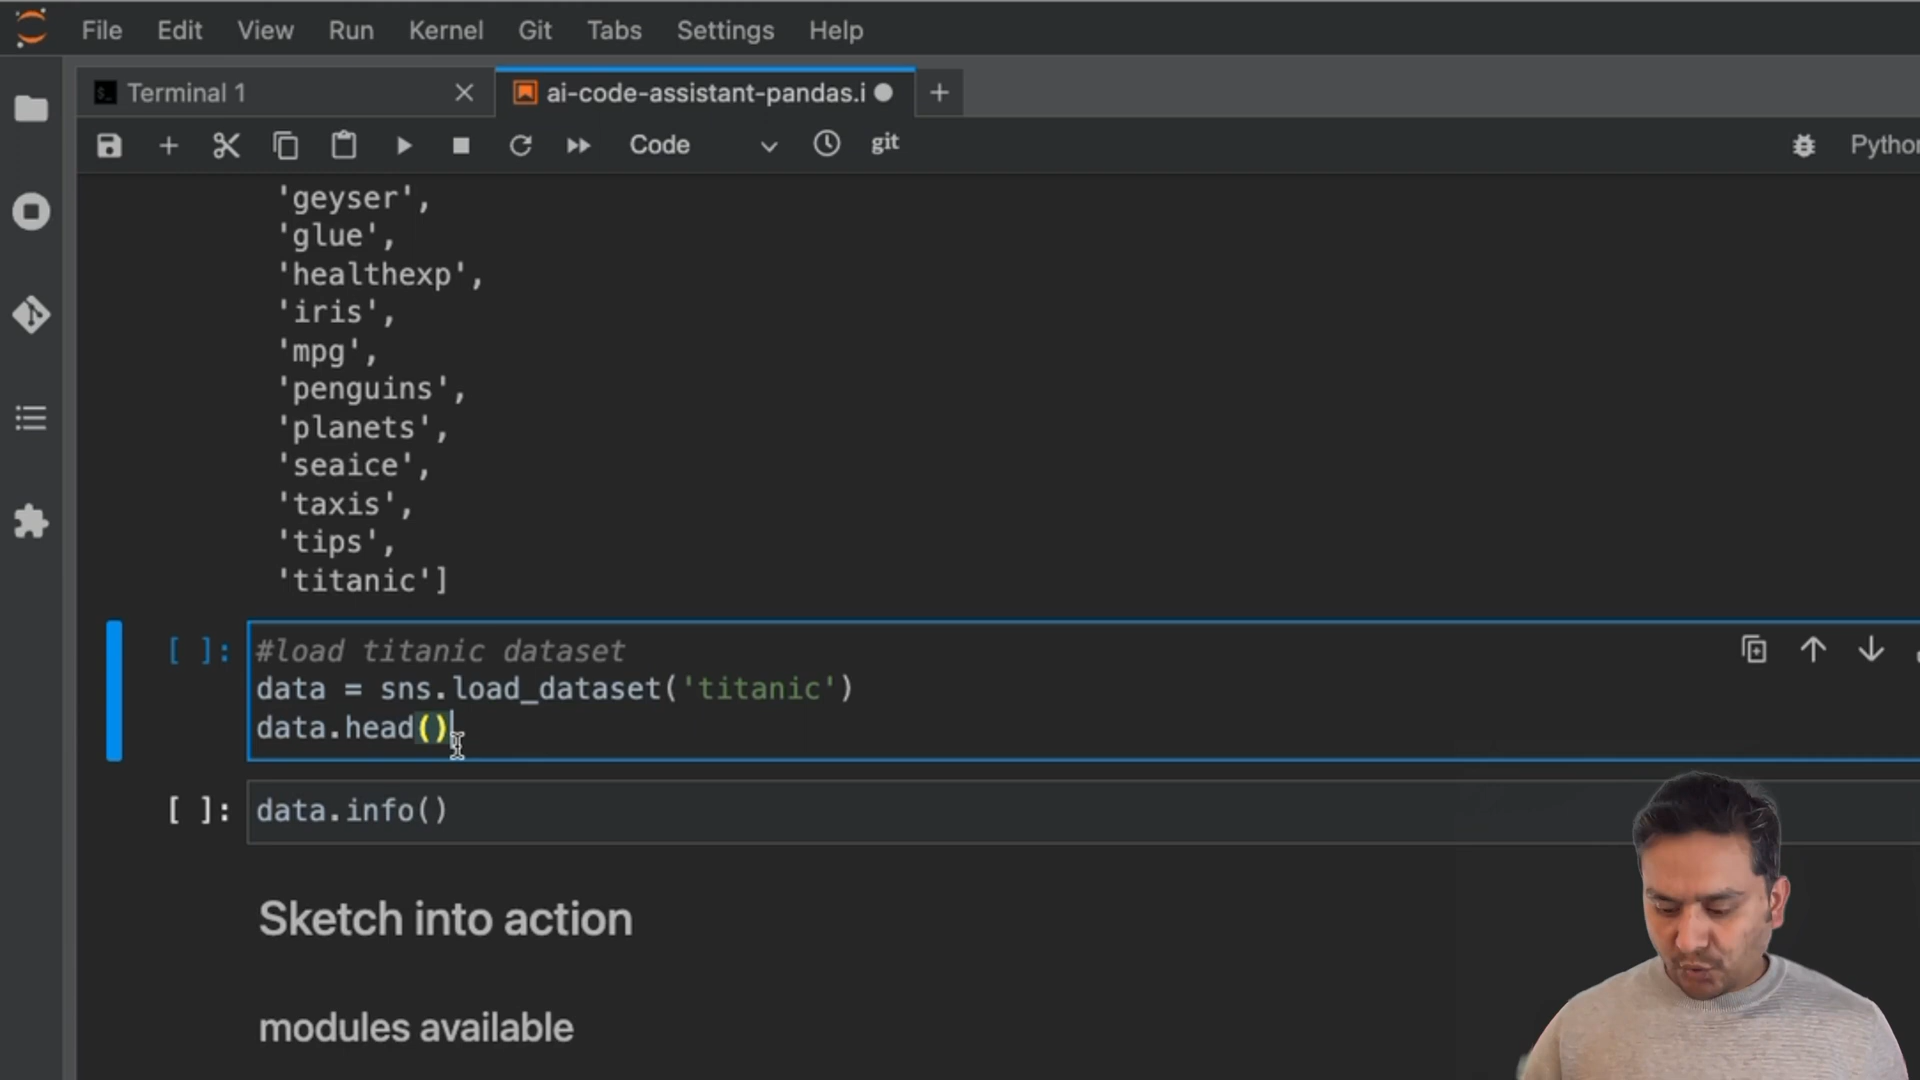 File Edit View Run Kernel Git Tabs Settings Help
Terminal 1 ai-code-assistant-pandas.i
Code git
'geyser',
'glue',
'healthexp',
'iris',
'mpg',
'penguins',
'planets',
'seaice',
'taxis',
'tips',
'titanic']
[ ]: #load titanic dataset
data = sns.load_dataset('titanic')
data.head()
[ ]: data.info()
Sketch into action
modules available